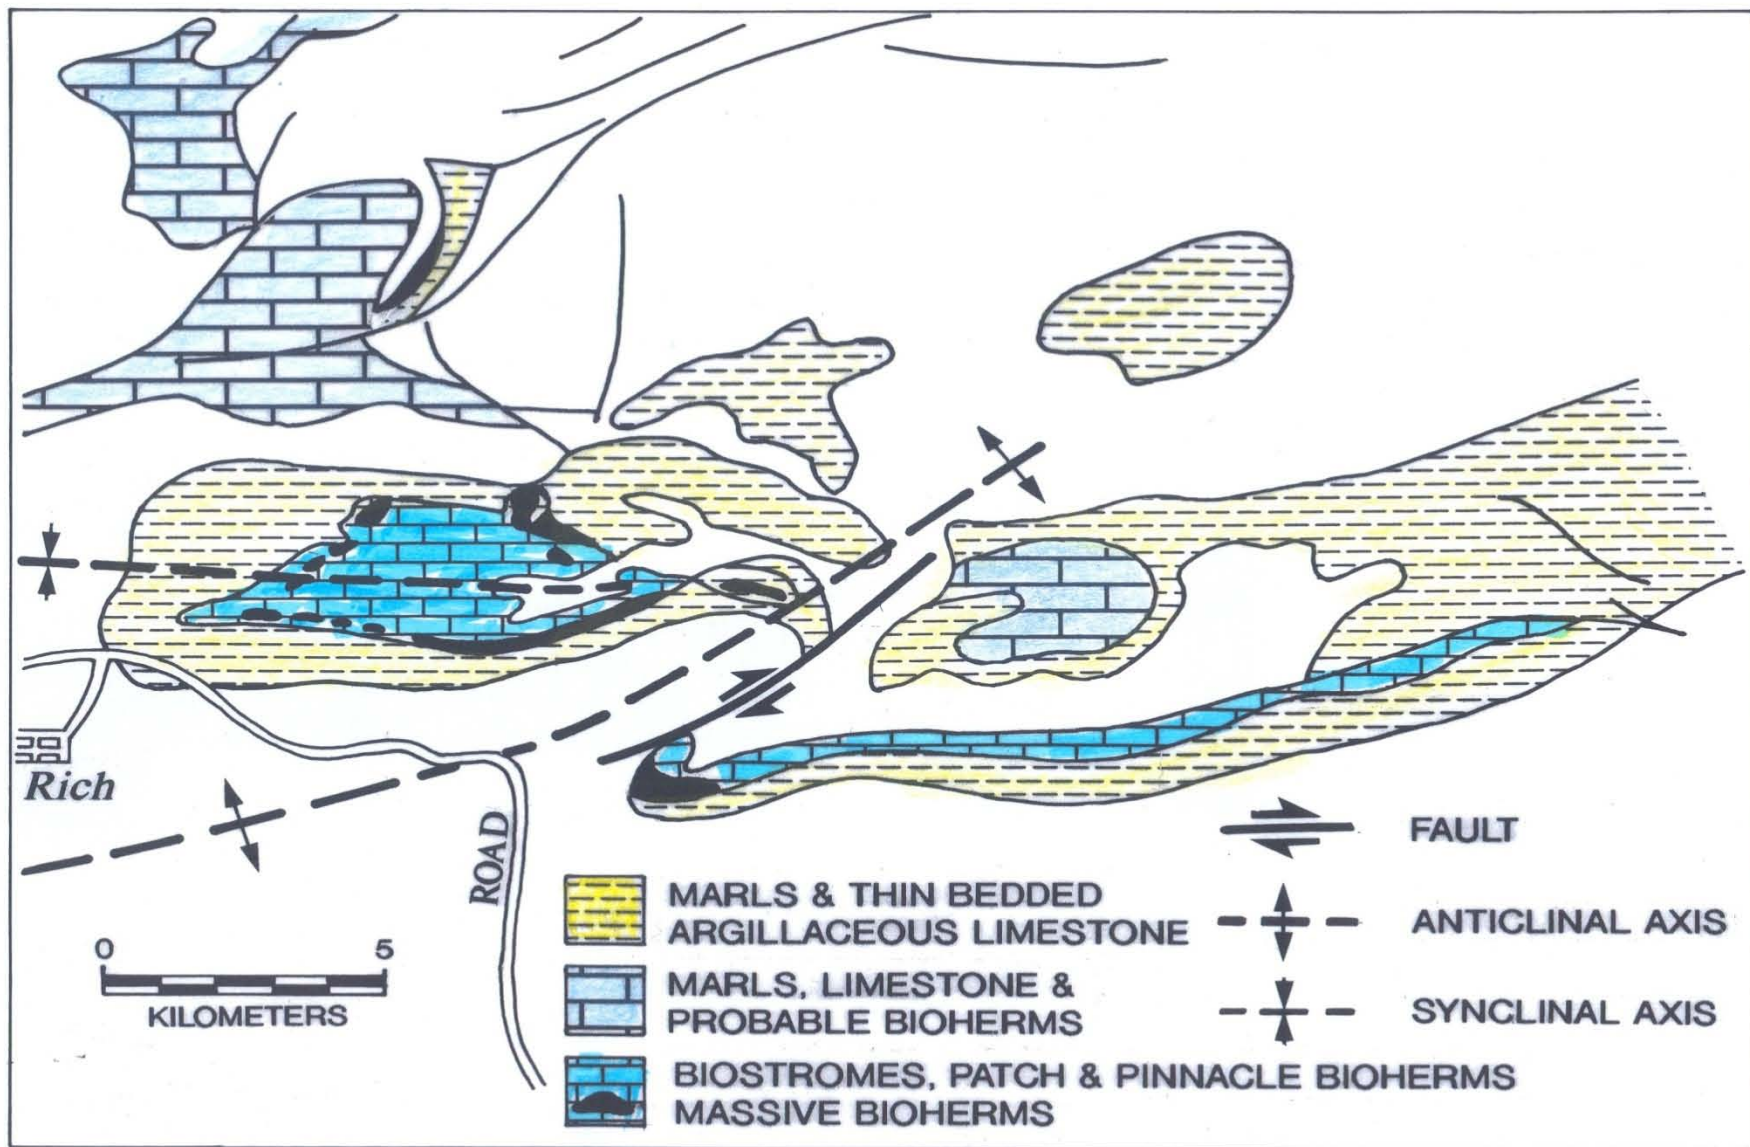 Rich
ROAD
0 5
KILOMETERS
MARLS & THIN BEDDED
ARGILLACEOUS LIMESTONE
MARLS, LIMESTONE &
PROBABLE BIOHERMS
BIOSTROMES, PATCH & PINNACLE BIOHERMS
MASSIVE BIOHERMS
FAULT
ANTICLINAL AXIS
SYNCLINAL AXIS